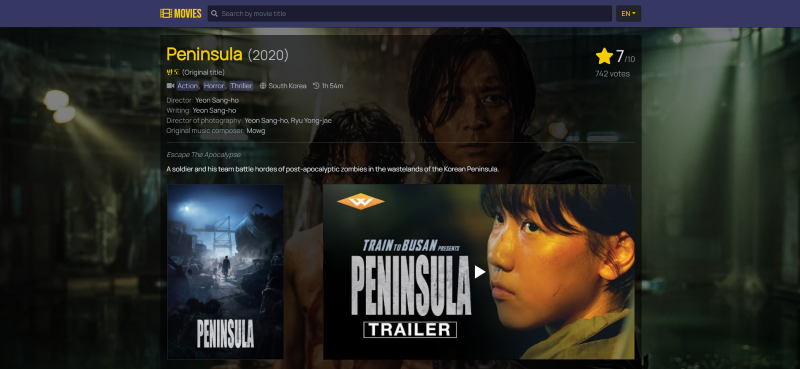 MOVIES
Search by movie title
EN
Peninsula (2020)
반도 (Original title)
7/10
742 votes
Action, Horror, Thriller South Korea 1h 54m
Director: Yeon Sang-ho
Writing: Yeon Sang-ho
Director of photography: Yeon Sang-ho, Ryu Yong-jae
Original music composer: Mowg
Escape The Apocalypse
A soldier and his team battle hordes of post-apocalyptic zombies in the wastelands of the Korean Peninsula.
PENINSULA
TRAIN TO BUSAN PRESENTS
PENINSULA
TRAILER